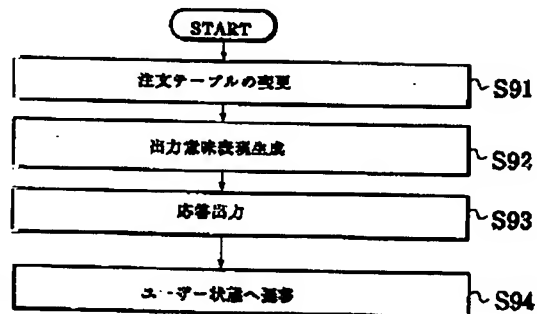 START
注文テーブルの変更
S91
出力意味表現生成
S92
応答出力
S93
ユーザー状態へ遷移
S94